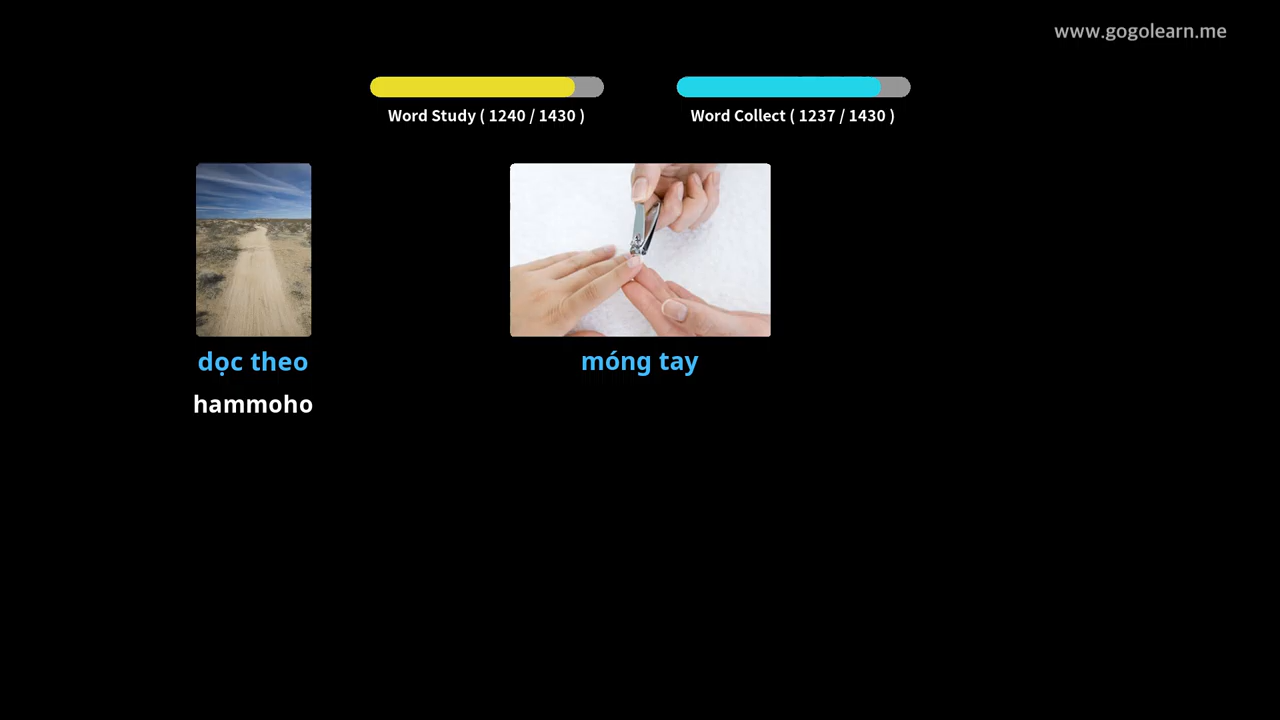 www.gogolearn.me
Word Study ( 1240 / 1430 )
Word Collect ( 1237 / 1430 )
dọc theo
móng tay
hammoho